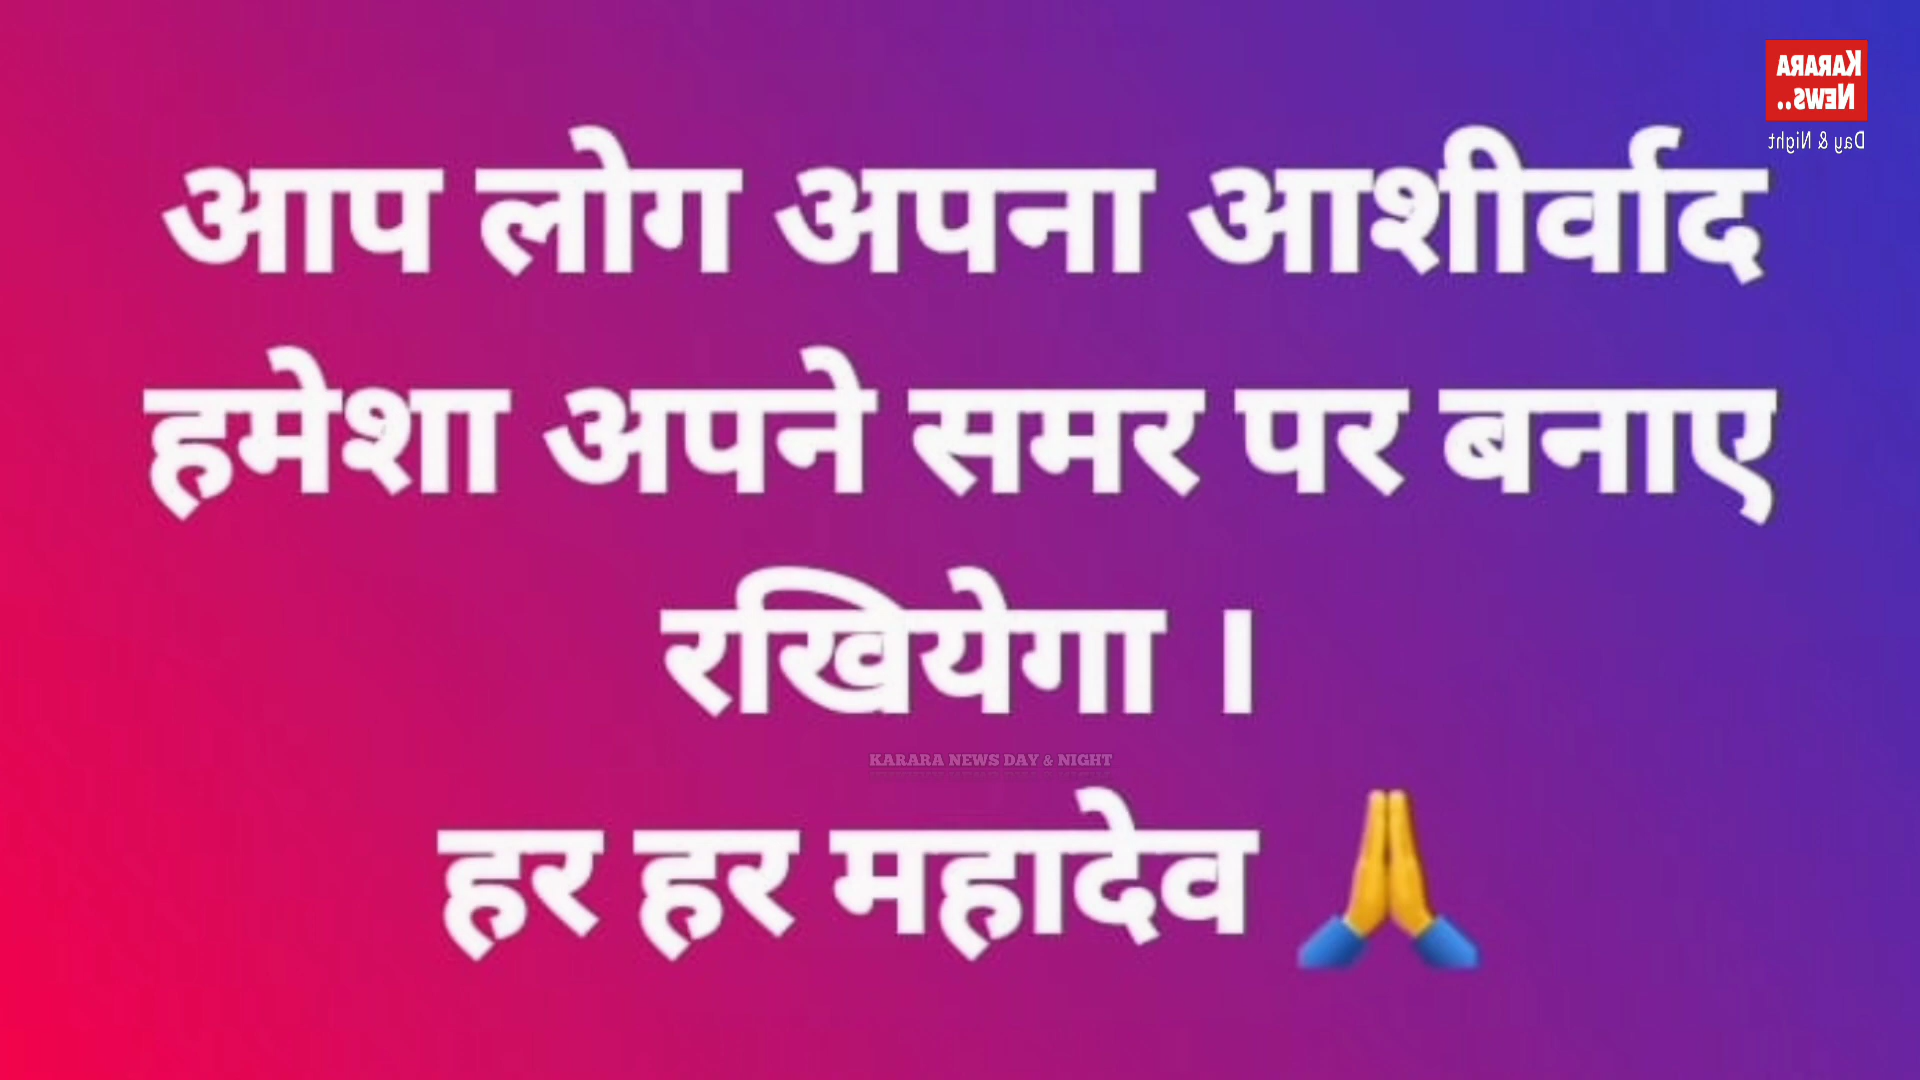 KARARA
NEWS..
Day & Night
आप लोग अपना आशीर्वाद
हमेशा अपने समर पर बनाए
रखियेगा ।
KARARA NEWS DAY & NIGHT
हर हर महादेव 🙏